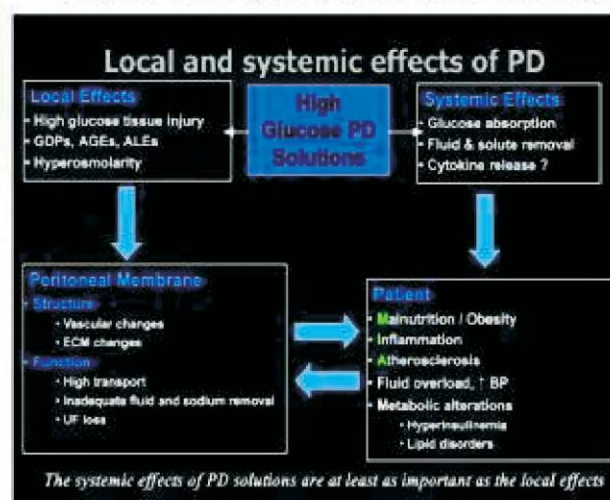 Local and systemic effects of PD
Local Effects
• High glucose tissue injury
• GDPs, AGEs, ALEs
• Hyperosmolarity
High
Glucose PD
Solutions
Systemic Effects
• Glucose absorption
• Fluid & solute removal
• Cytokine release ?
Peritoneal Membrane
• Structure
• Vascular changes
• ECM changes
• Function
• High transport
• Inadequate fluid and sodium removal
• UF loss
Patient
• Malnutrition / Obesity
• Inflammation
• Atherosclerosis
• Fluid overload, ↑ BP
• Metabolic alterations
• Hyperinsulinemia
• Lipid disorders
The systemic effects of PD solutions are at least as important as the local effects